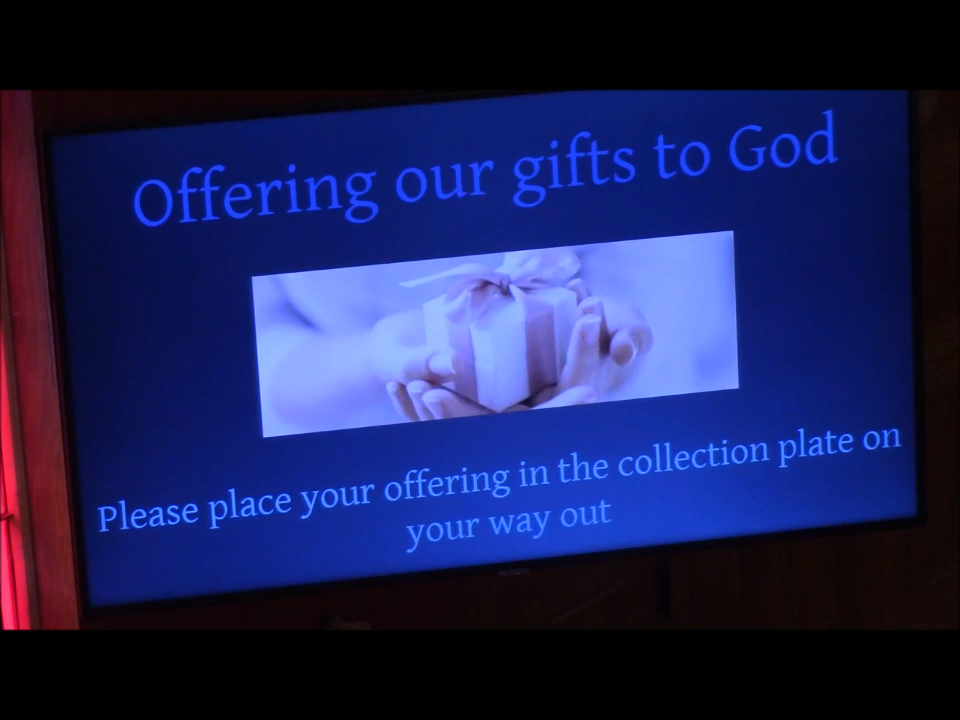 Offering our gifts to God
Please place your offering in the collection plate on
your way out